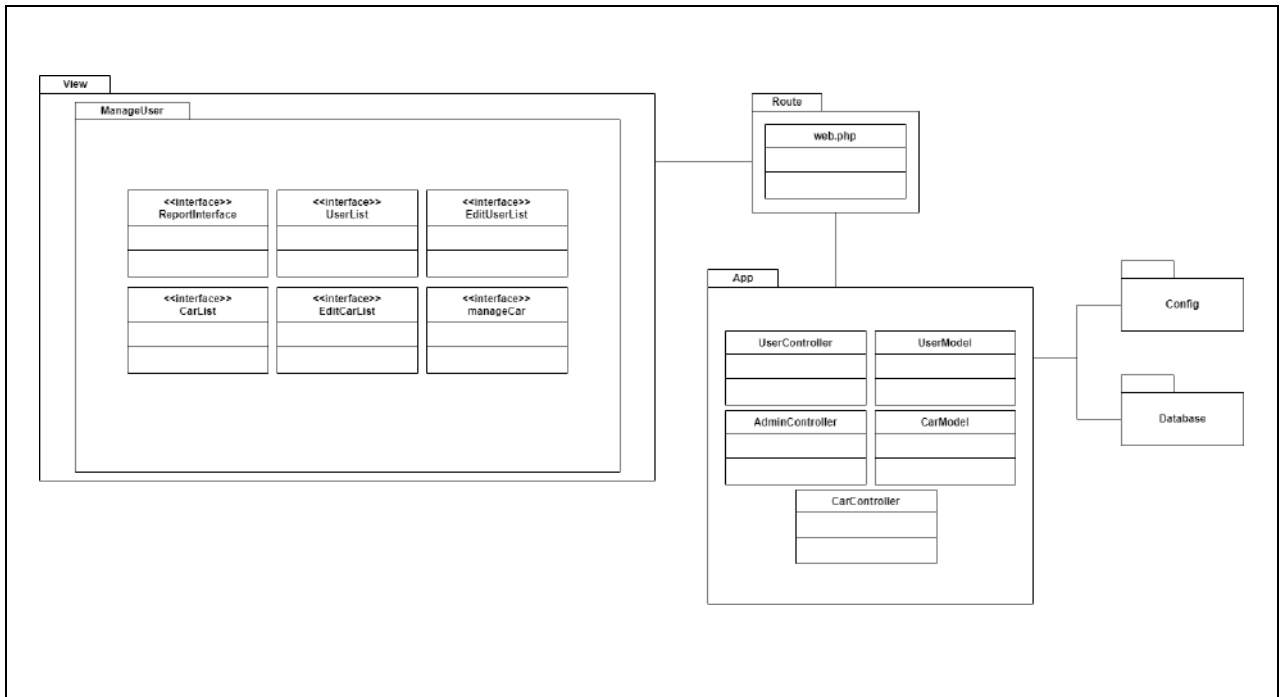 View
ManageUser
<<interface>>
ReportInterface
<<interface>>
UserList
<<interface>>
EditUserList
<<interface>>
CarList
<<interface>>
EditCarList
<<interface>>
manageCar
Route
web.php
App
UserController
UserModel
AdminController
CarModel
CarController
Config
Database